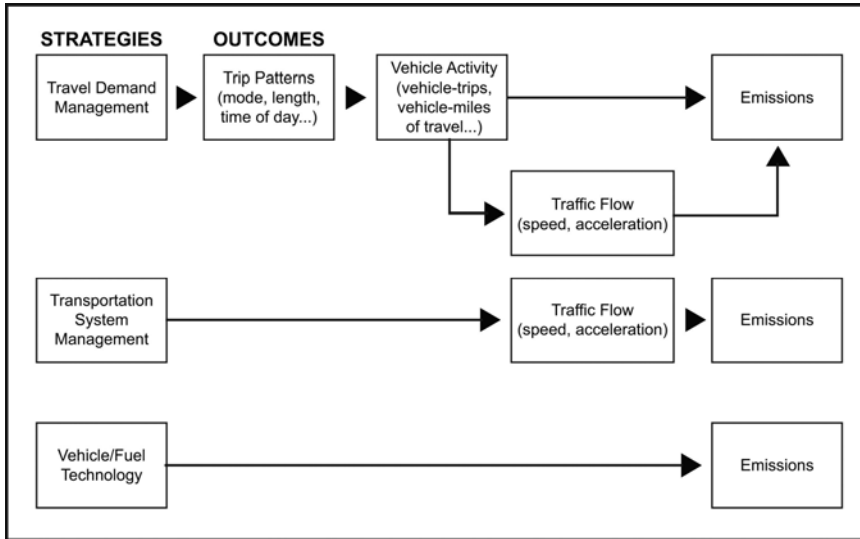 STRATEGIES
OUTCOMES
Travel Demand
Management
Trip Patterns
(mode, length,
time of day...)
Vehicle Activity
(vehicle-trips,
vehicle-miles
of travel...)
Emissions
Traffic Flow
(speed, acceleration)
Transportation
System
Management
Traffic Flow
(speed, acceleration)
Emissions
Vehicle/Fuel
Technology
Emissions